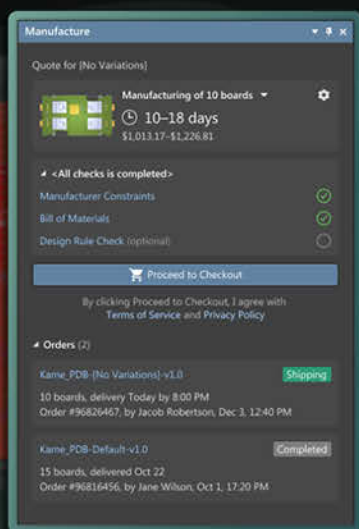 Manufacture
Quote for [No Variations]
Manufacturing of 10 boards
10–18 days
$1,013.17–$1,226.81
<All checks is completed>
Manufacturer Constraints
Bill of Materials
Design Rule Check (optional)
Proceed to Checkout
By clicking Proceed to Checkout, I agree with
Terms of Service and Privacy Policy
Orders (2)
Kame_PDB-[No Variations]-v1.0 Shipping
10 boards, delivery Today by 8:00 PM
Order #96826467, by Jacob Robertson, Dec 3, 12:40 PM
Kame_PDB-Default-v1.0 Completed
15 boards, delivered Oct 22
Order #96816456, by Jane Wilson, Oct 1, 17:20 PM